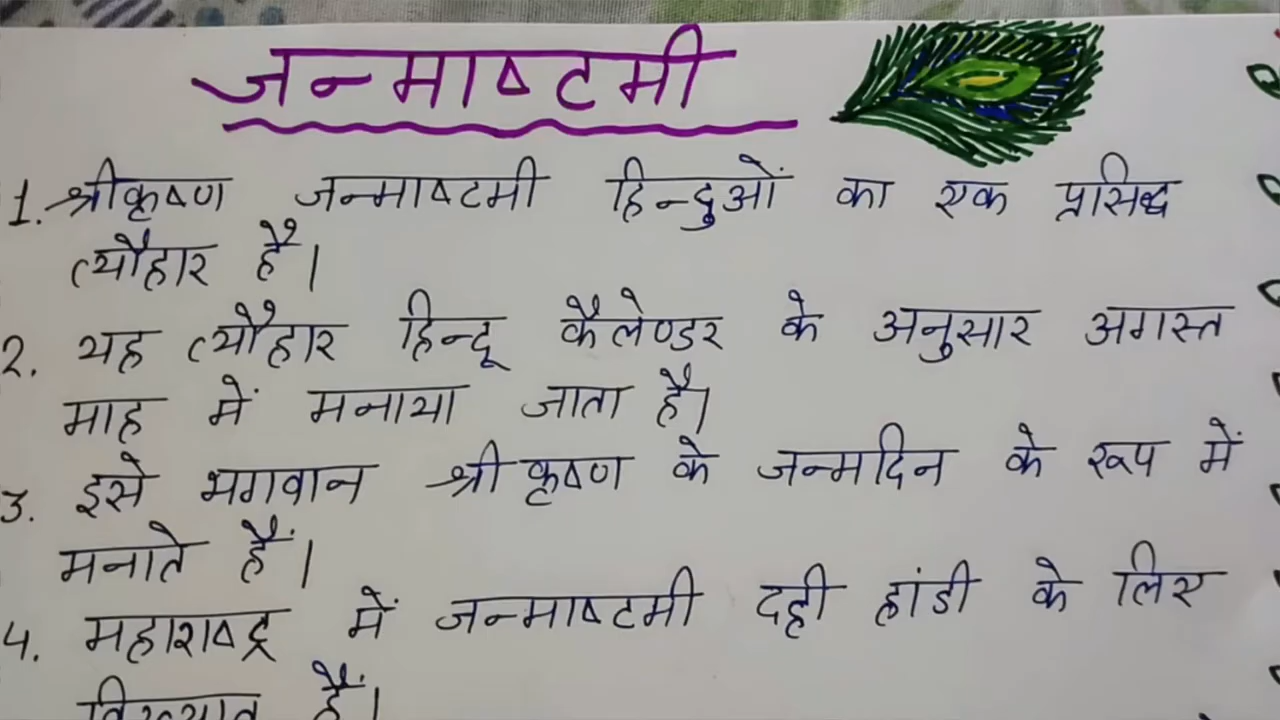 जन्माष्टमी
1. श्रीकृष्ण जन्माष्टमी हिन्दुओं का एक प्रसिद्ध
त्यौहार है।
2. यह त्यौहार हिन्दू कैलेण्डर के अनुसार अगस्त
माह में मनाया जाता है।
3. इसे भगवान श्री कृष्ण के जन्मदिन के रूप में
मनाते हैं।
4. महाराष्ट्र में जन्माष्टमी दही हांडी के लिए
विख्यात हैं।